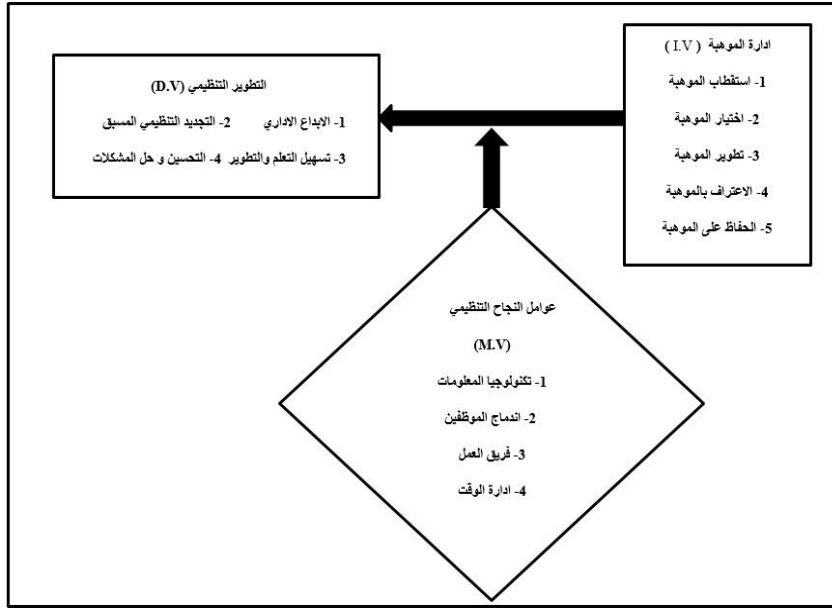 ادارة الموهبة ( I.V )
1- استقطاب الموهبة
2- اختيار الموهبة
3- تطوير الموهبة
4- الاعتراف بالموهبة
5- الحفاظ على الموهبة
التطوير التنظيمي (D.V)
1- الابداع الاداري 2- التجديد التنظيمي المسبق
3- تسهيل التعلم والتطوير 4- التحسين و حل المشكلات
عوامل النجاح التنظيمي
(M.V)
1- تكنولوجيا المعلومات
2- اندماج الموظفين
3- فريق العمل
4- ادارة الوقت